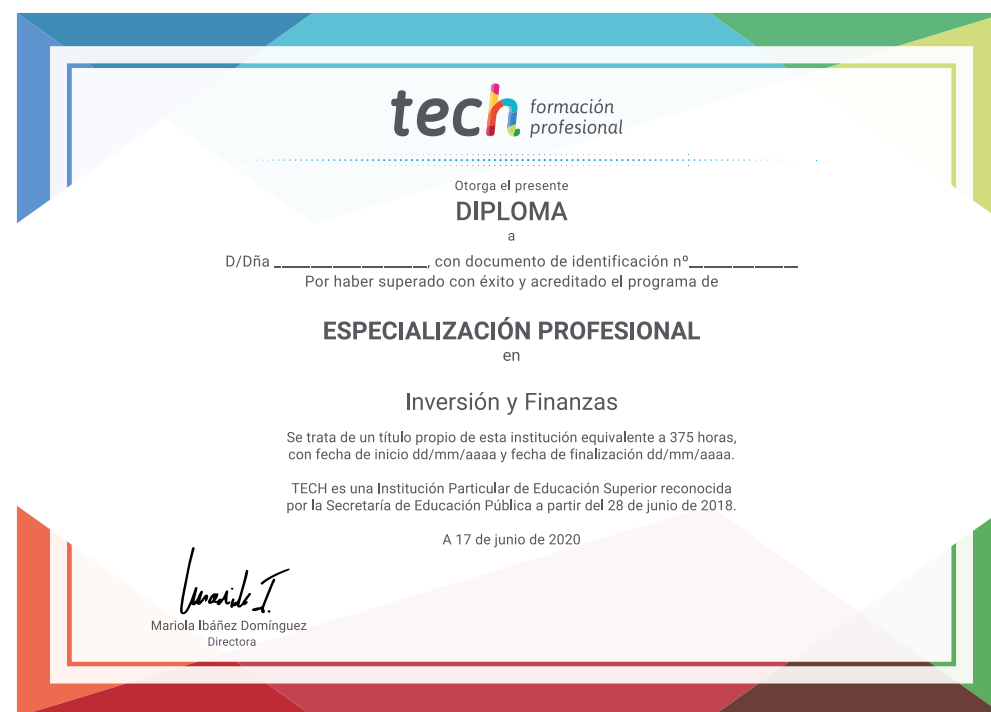 tech formación
profesional
Otorga el presente
DIPLOMA
a
D/Dña ____________________, con documento de identificación nº______________
Por haber superado con éxito y acreditado el programa de
ESPECIALIZACIÓN PROFESIONAL
en
Inversión y Finanzas
Se trata de un título propio de esta institución equivalente a 375 horas,
con fecha de inicio dd/mm/aaaa y fecha de finalización dd/mm/aaaa.
TECH es una Institución Particular de Educación Superior reconocida
por la Secretaría de Educación Pública a partir del 28 de junio de 2018.
A 17 de junio de 2020
Mariola Ibáñez Domínguez
Directora